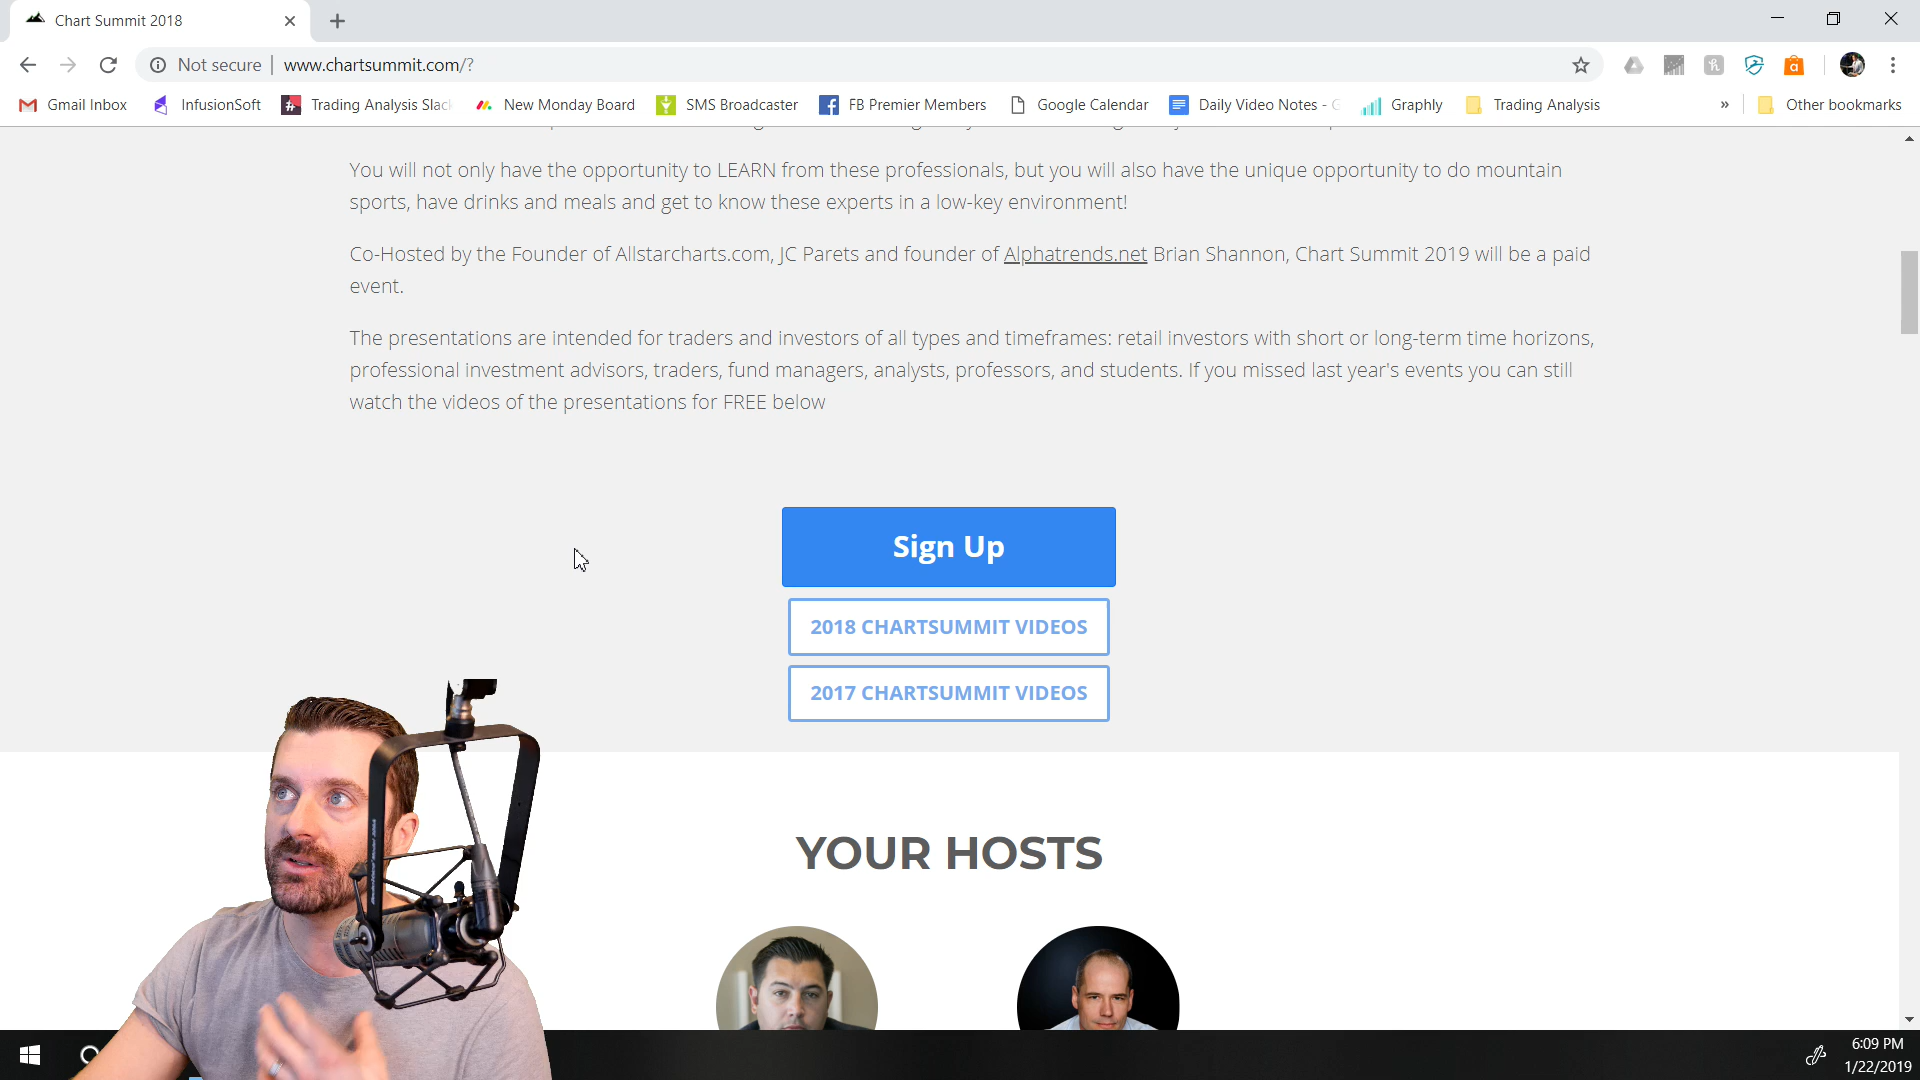 Chart Summit 2018
Not secure
www.chartsummit.com/?
Gmail Inbox
InfusionSoft
Trading Analysis Slac
New Monday Board
SMS Broadcaster
FB Premier Members
Google Calendar
Daily Video Notes -
Graphly
Trading Analysis
»
Other bookmarks
You will not only have the opportunity to LEARN from these professionals, but you will also have the unique opportunity to do mountain
sports, have drinks and meals and get to know these experts in a low-key environment!
Co-Hosted by the Founder of Allstarcharts.com, JC Parets and founder of Alphatrends.net Brian Shannon, Chart Summit 2019 will be a paid
event.
The presentations are intended for traders and investors of all types and timeframes: retail investors with short or long-term time horizons,
professional investment advisors, traders, fund managers, analysts, professors, and students. If you missed last year's events you can still
watch the videos of the presentations for FREE below
Sign Up
2018 CHARTSUMMIT VIDEOS
2017 CHARTSUMMIT VIDEOS
YOUR HOSTS
6:09 PM
1/22/2019